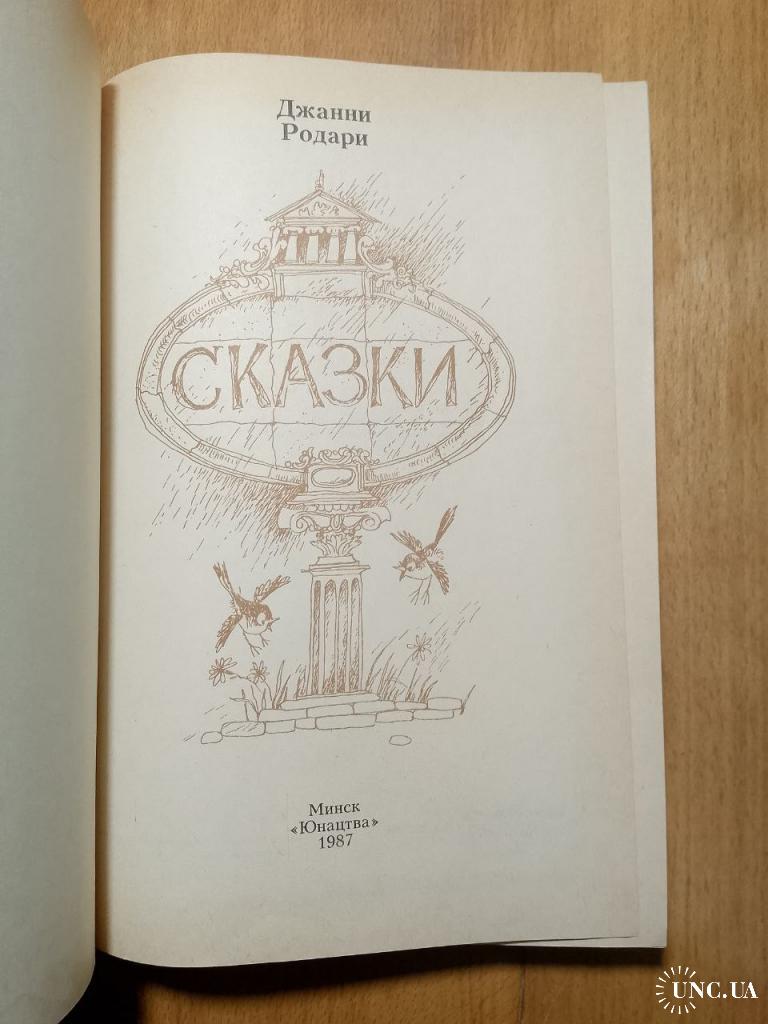 Джанни
Родари
СКАЗКИ
Минск
«Юнацтва»
1987
UNC.UA